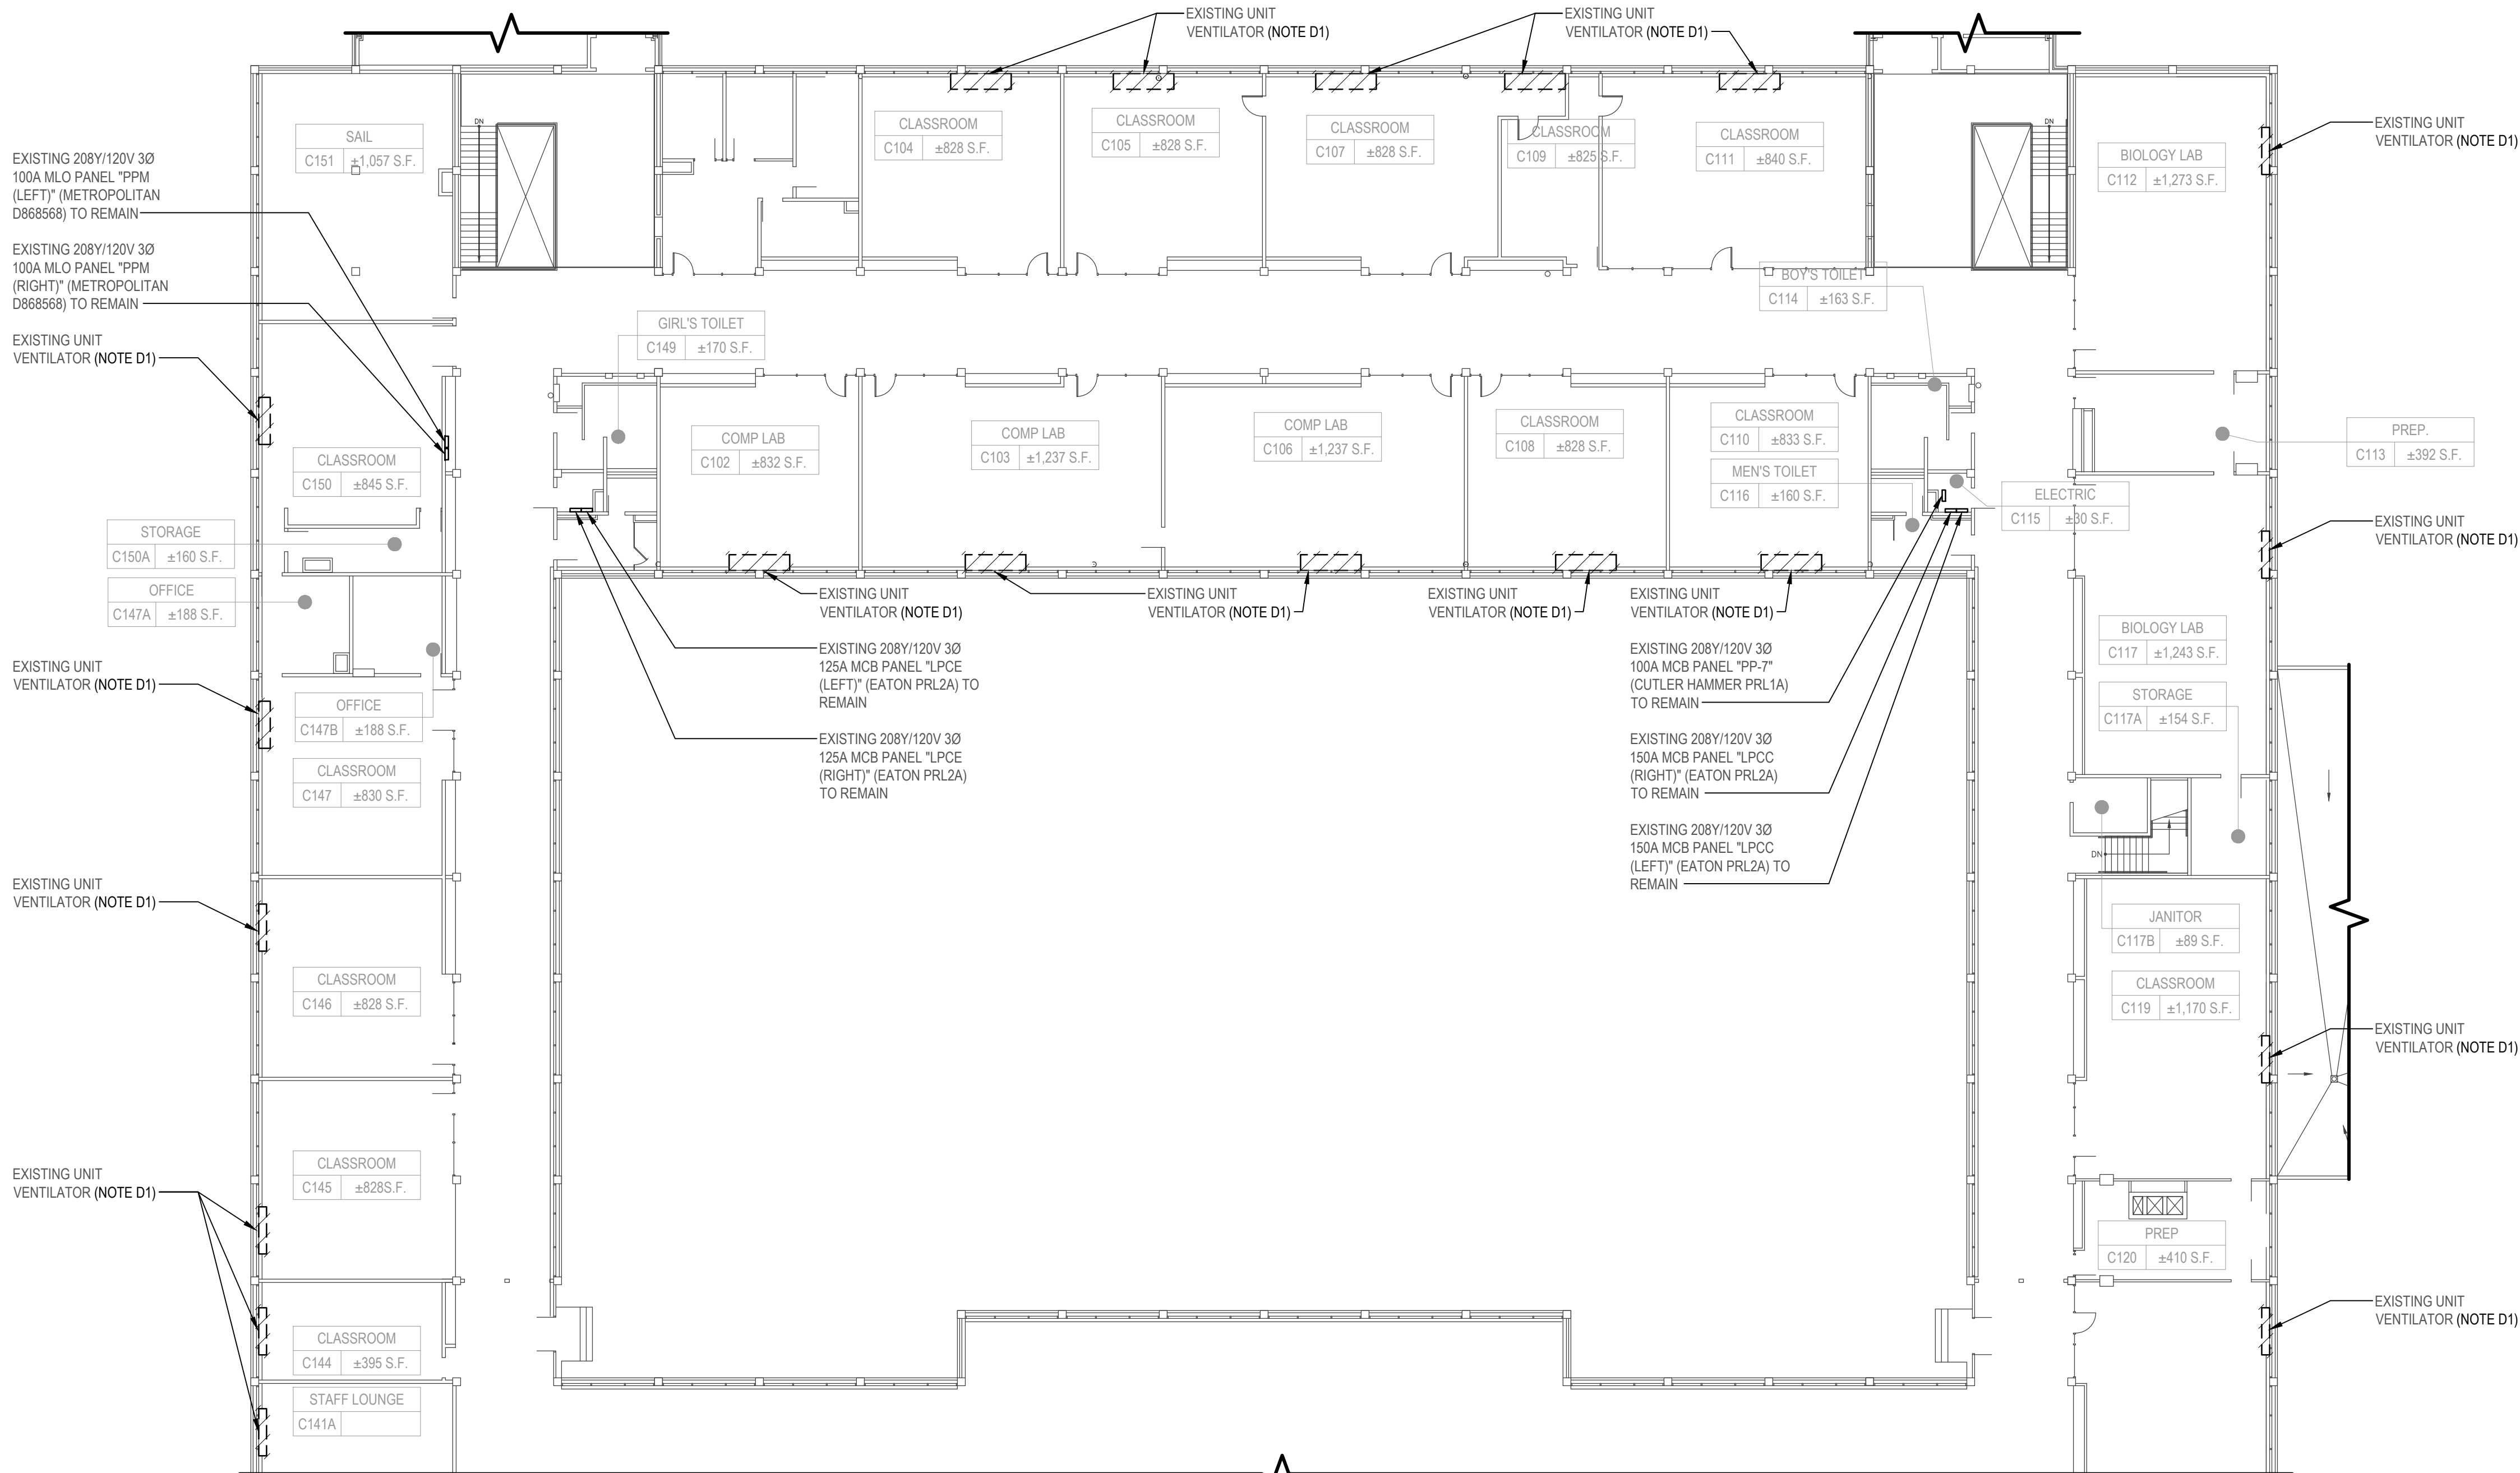 EXISTING UNIT
VENTILATOR (NOTE D1)
EXISTING UNIT
VENTILATOR (NOTE D1)
EXISTING UNIT
VENTILATOR (NOTE D1)
DN
DN
SAIL
C151 ±1,057 S.F.
CLASSROOM
C104 ±828 S.F.
CLASSROOM
C105 ±828 S.F.
CLASSROOM
C107 ±828 S.F.
CLASSROOM
C109 ±825 S.F.
CLASSROOM
C111 ±840 S.F.
BIOLOGY LAB
C112 ±1,273 S.F.
EXISTING 208Y/120V 3Ø
100A MLO PANEL "PPM
(LEFT)" (METROPOLITAN
D868568) TO REMAIN
EXISTING 208Y/120V 3Ø
100A MLO PANEL "PPM
(RIGHT)" (METROPOLITAN
D868568) TO REMAIN
EXISTING UNIT
VENTILATOR (NOTE D1)
BOY'S TOILET
C114 ±163 S.F.
GIRL'S TOILET
C149 ±170 S.F.
COMP LAB
C102 ±832 S.F.
COMP LAB
C103 ±1,237 S.F.
COMP LAB
C106 ±1,237 S.F.
CLASSROOM
C108 ±828 S.F.
CLASSROOM
C110 ±833 S.F.
MEN'S TOILET
C116 ±160 S.F.
PREP.
C113 ±392 S.F.
CLASSROOM
C150 ±845 S.F.
ELECTRIC
C115 ±30 S.F.
STORAGE
C150A ±160 S.F.
OFFICE
C147A ±188 S.F.
EXISTING UNIT
VENTILATOR (NOTE D1)
EXISTING UNIT
VENTILATOR (NOTE D1)
EXISTING UNIT
VENTILATOR (NOTE D1)
EXISTING UNIT
VENTILATOR (NOTE D1)
EXISTING UNIT
VENTILATOR (NOTE D1)
EXISTING 208Y/120V 3Ø
125A MCB PANEL "LPCE
(LEFT)" (EATON PRL2A) TO
REMAIN
EXISTING 208Y/120V 3Ø
125A MCB PANEL "LPCE
(RIGHT)" (EATON PRL2A)
TO REMAIN
EXISTING 208Y/120V 3Ø
100A MCB PANEL "PP-7"
(CUTLER HAMMER PRL1A)
TO REMAIN
EXISTING 208Y/120V 3Ø
150A MCB PANEL "LPCC
(RIGHT)" (EATON PRL2A)
TO REMAIN
EXISTING 208Y/120V 3Ø
150A MCB PANEL "LPCC
(LEFT)" (EATON PRL2A) TO
REMAIN
BIOLOGY LAB
C117 ±1,243 S.F.
STORAGE
C117A ±154 S.F.
EXISTING UNIT
VENTILATOR (NOTE D1)
OFFICE
C147B ±188 S.F.
CLASSROOM
C147 ±830 S.F.
DN
EXISTING UNIT
VENTILATOR (NOTE D1)
JANITOR
C117B ±89 S.F.
CLASSROOM
C119 ±1,170 S.F.
CLASSROOM
C146 ±828 S.F.
EXISTING UNIT
VENTILATOR (NOTE D1)
EXISTING UNIT
VENTILATOR (NOTE D1)
CLASSROOM
C145 ±828S.F.
PREP
C120 ±410 S.F.
EXISTING UNIT
VENTILATOR (NOTE D1)
CLASSROOM
C144 ±395 S.F.
STAFF LOUNGE
C141A